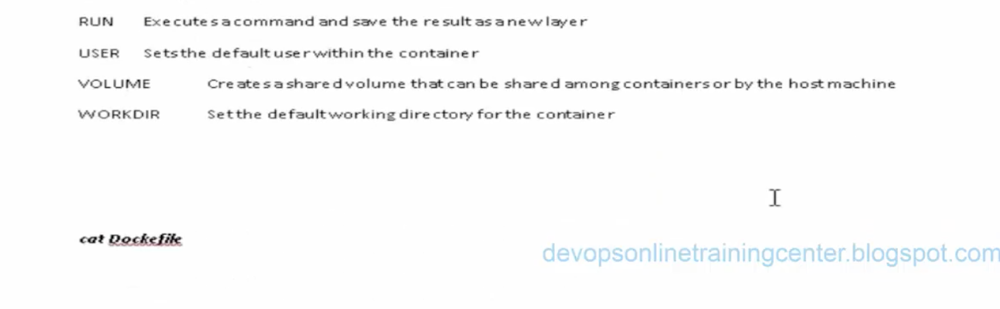 RUN Executes a command and save the result as a new layer
USER Sets the default user within the container
VOLUME Creates a shared volume that can be shared among containers or by the host machine
WORKDIR Set the default working directory for the container
cat Dockefile
devopsonlinetrainingcenter.blogspot.com